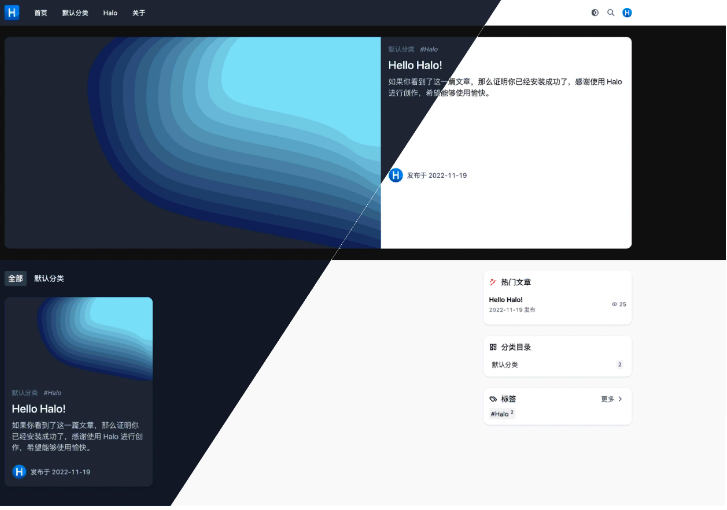 H 首页 默认分类 Halo 关于 H
默认分类 #Halo
Hello Halo!
如果你看到了这一篇文章，那么证明你已经安装成功了，感谢使用 Halo
进行创作，希望能够使用愉快。
H 发布于 2022-11-19
全部 默认分类
默认分类 #Halo
Hello Halo!
如果你看到了这一篇文章，那么证明你
已经安装成功了，感谢使用 Halo 进行创
作，希望能够使用愉快。
H 发布于 2022-11-19
热门文章
Hello Halo!
2022-11-19 发布
25
分类目录
默认分类 2
标签 更多
#Halo 2